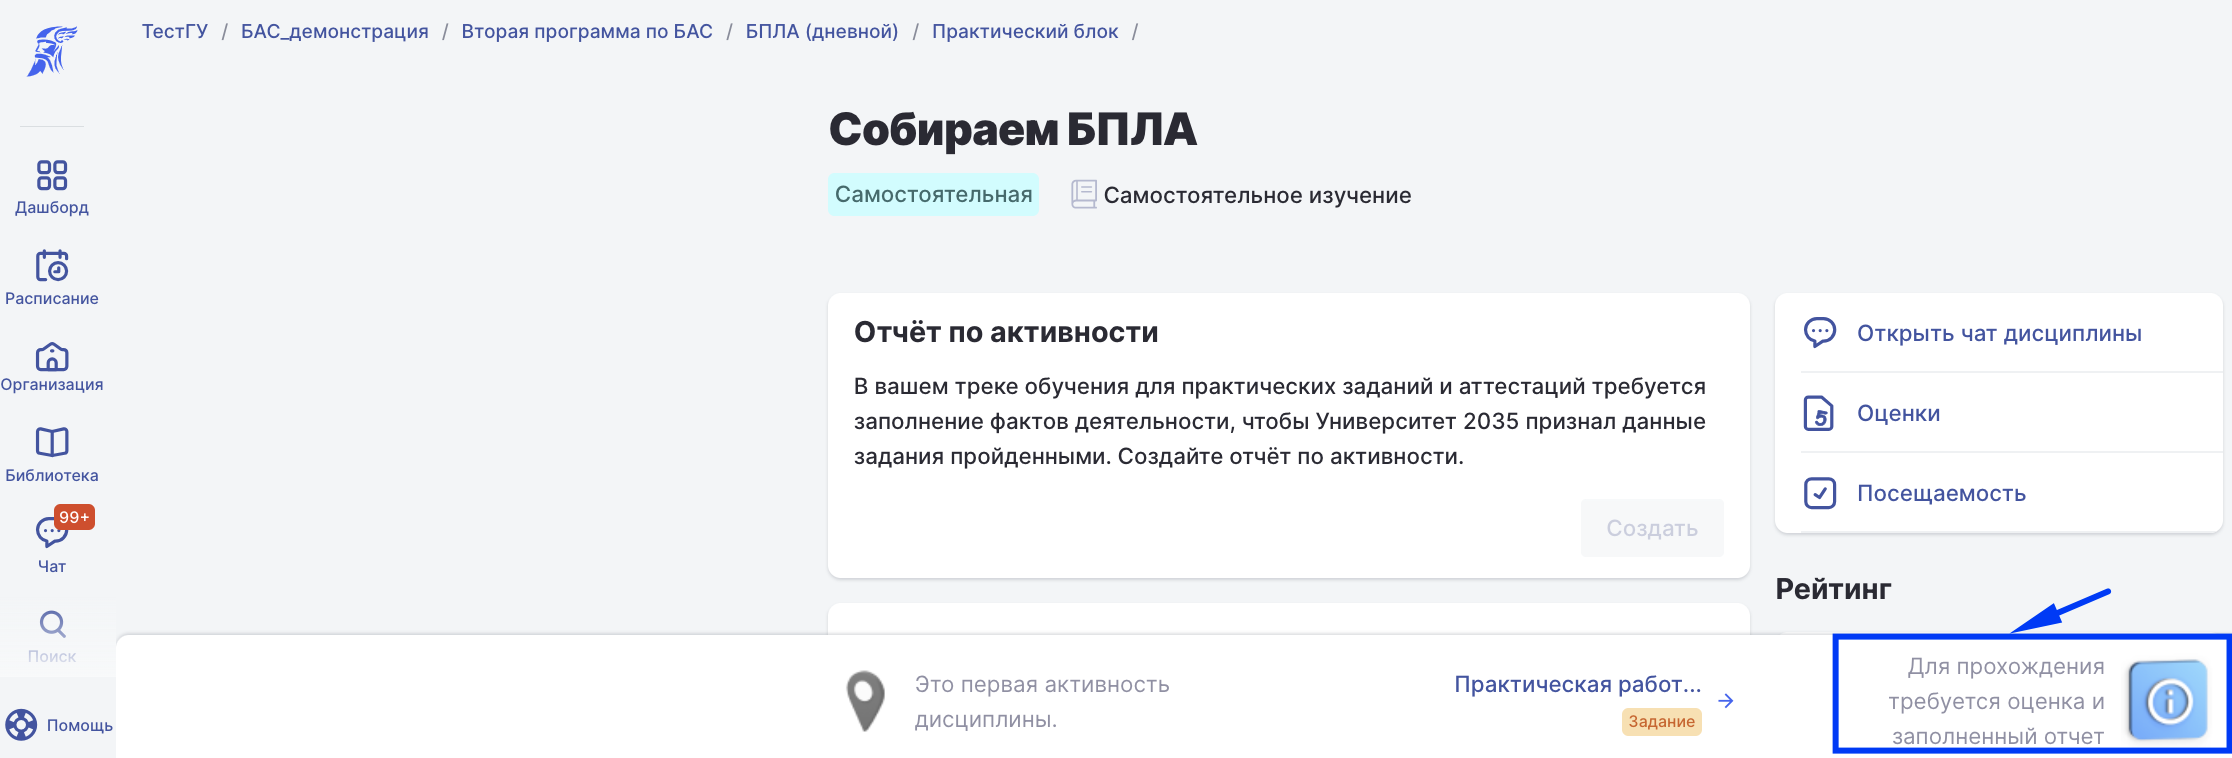 ТестГУ / БАС_демонстрация / Вторая программа по БАС / БПЛА (дневной) / Практический блок /
Дашборд
Расписание
Организация
Библиотека
99+
Чат
Поиск
Помощь
Собираем БПЛА
Самостоятельная Самостоятельное изучение
Отчёт по активности
В вашем треке обучения для практических заданий и аттестаций требуется
заполнение фактов деятельности, чтобы Университет 2035 признал данные
задания пройденными. Создайте отчёт по активности.
Создать
Открыть чат дисциплины
5 Оценки
Посещаемость
Рейтинг
Это первая активность
дисциплины.
Практическая работ...
Задание
Для прохождения
требуется оценка и
заполненный отчет